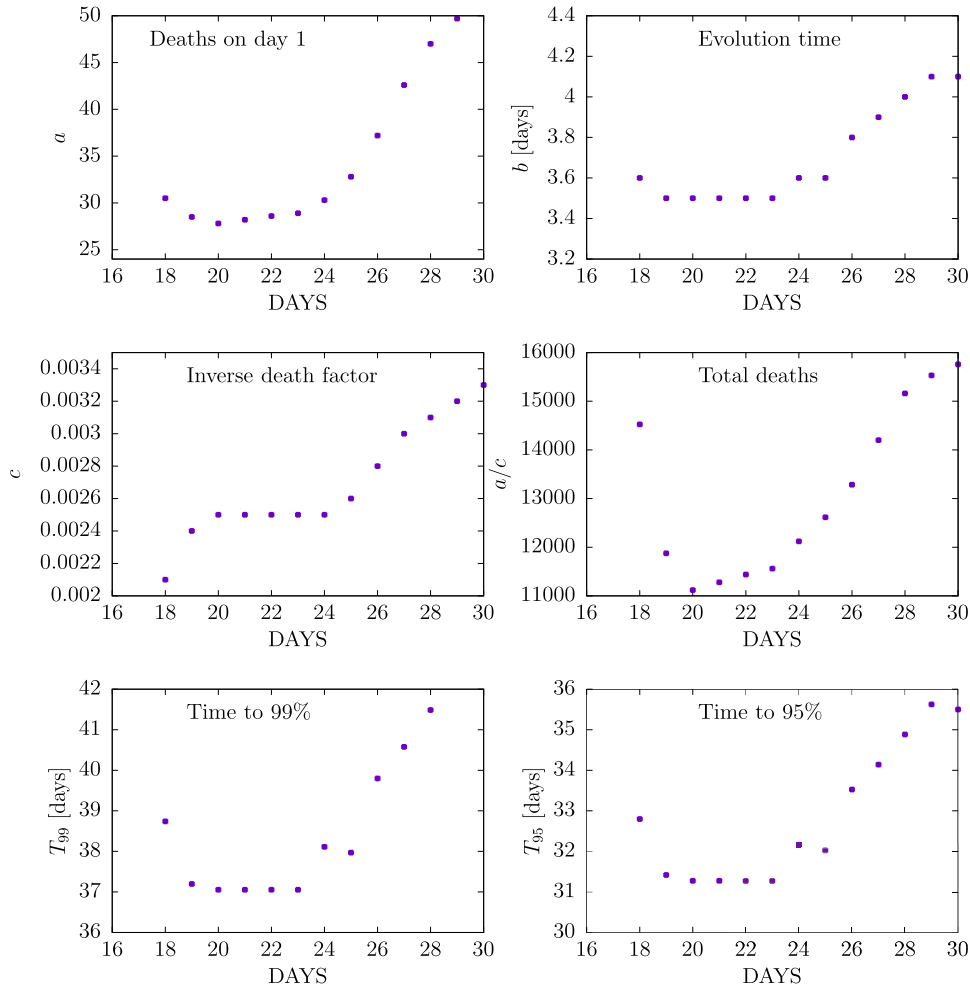 Deaths on day 1
50
45
40
35
30
25
a
16 18 20 22 24 26 28 30
DAYS
Evolution time
4.4
4.2
4
3.8
3.6
3.4
3.2
b [days]
16 18 20 22 24 26 28 30
DAYS
Inverse death factor
0.0034
0.0032
0.003
0.0028
0.0026
0.0024
0.0022
0.002
c
16 18 20 22 24 26 28 30
DAYS
Total deaths
16000
15000
14000
13000
12000
11000
a/c
16 18 20 22 24 26 28 30
DAYS
Time to 99%
42
41
40
39
38
37
36
T99 [days]
16 18 20 22 24 26 28 30
DAYS
Time to 95%
36
35
34
33
32
31
30
T95 [days]
16 18 20 22 24 26 28 30
DAYS